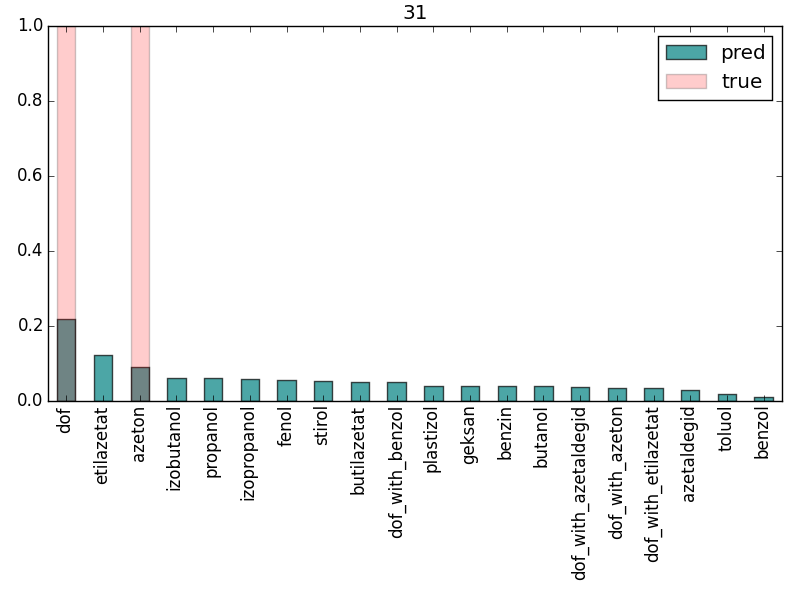 31
1.0
0.8
0.6
0.4
0.2
0.0
pred
true
dof
etilazetat
azeton
izobutanol
propanol
izopropanol
fenol
stirol
butilazetat
dof_with_benzol
plastizol
geksan
benzin
butanol
dof_with_azetaldegid
dof_with_azeton
dof_with_etilazetat
azetaldegid
toluol
benzol